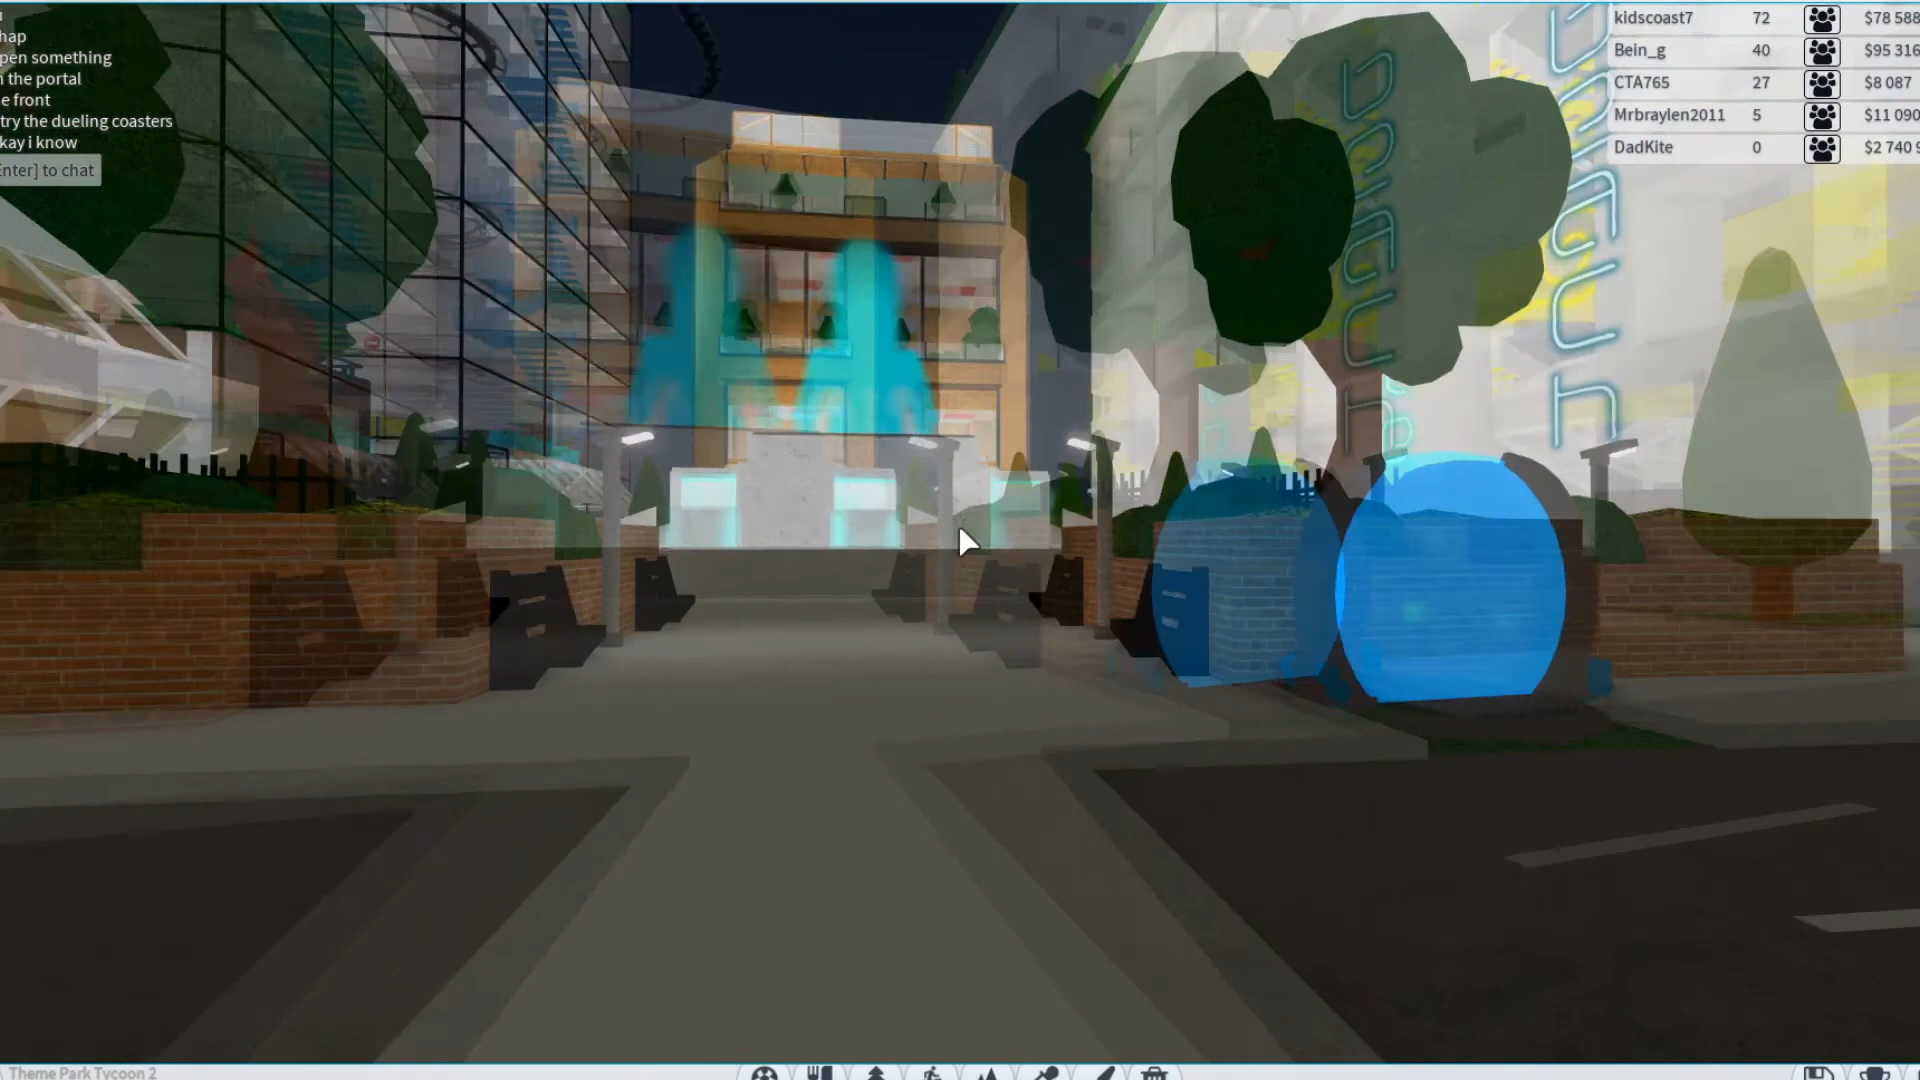 hap
pen something
n the portal
e front
try the dueling coasters
kay i know
Enter] to chat
kidscoast7 72 $78 588
Bein_g 40 $95 316
CTA765 27 $8 087
Mrbraylen2011 5 $11 090
DadKite 0 $2 740 9
Theme Park Tycoon 2